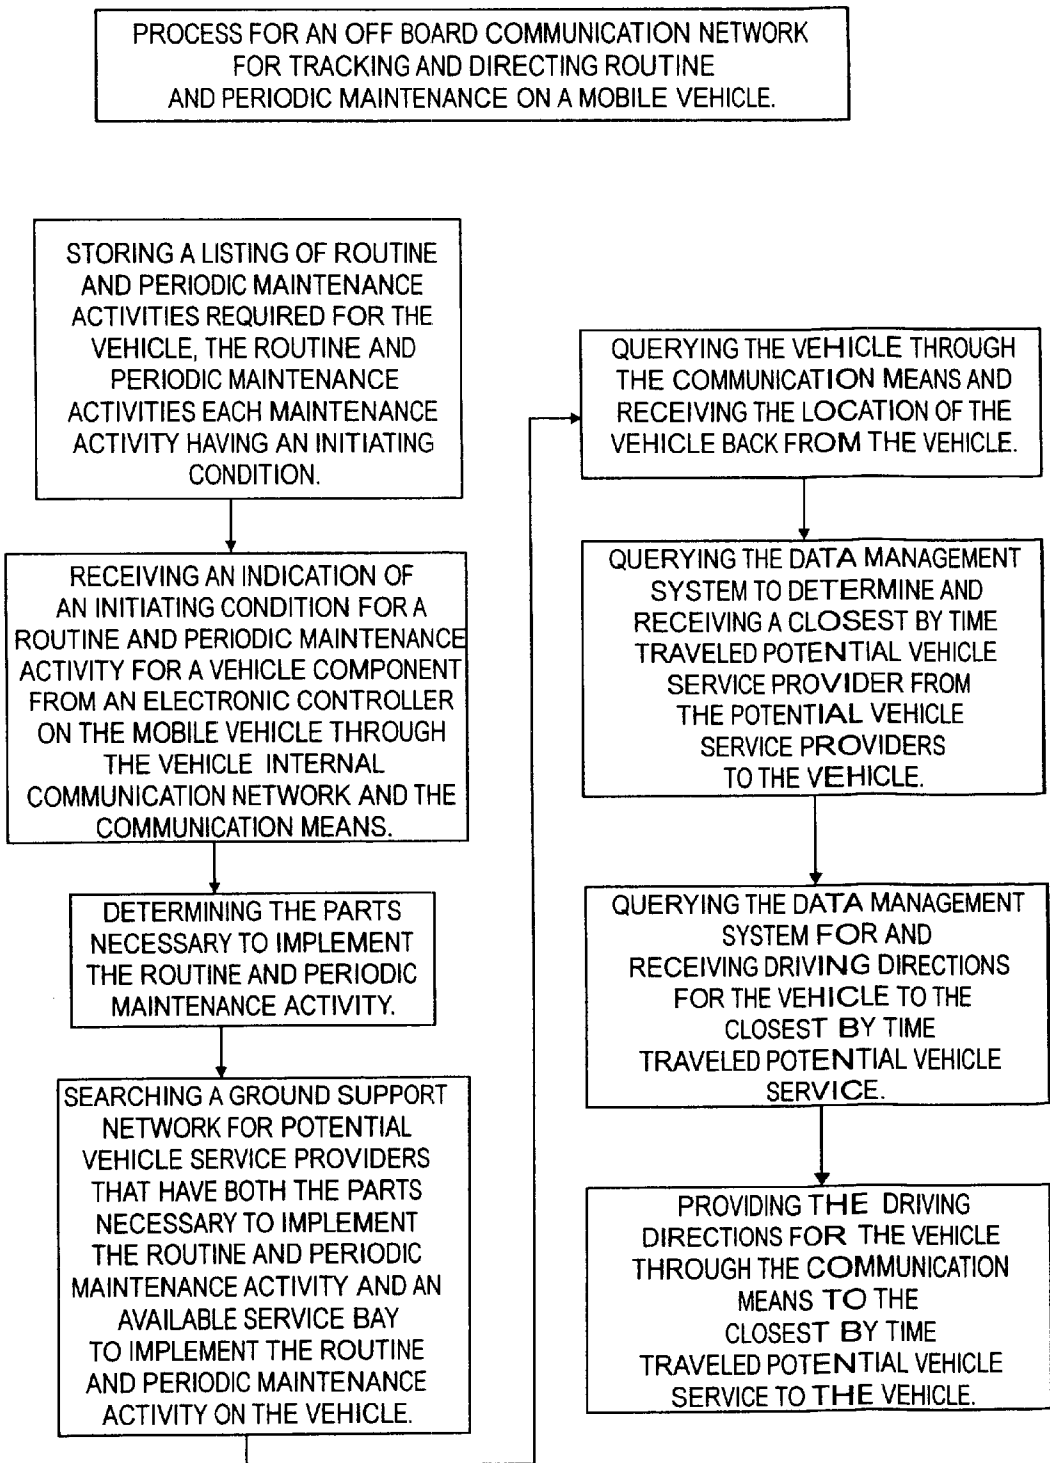 PROCESS FOR AN OFF BOARD COMMUNICATION NETWORK
FOR TRACKING AND DIRECTING ROUTINE
AND PERIODIC MAINTENANCE ON A MOBILE VEHICLE.
STORING A LISTING OF ROUTINE
AND PERIODIC MAINTENANCE
ACTIVITIES REQUIRED FOR THE
VEHICLE, THE ROUTINE AND
PERIODIC MAINTENANCE
ACTIVITIES EACH MAINTENANCE
ACTIVITY HAVING AN INITIATING
CONDITION.
RECEIVING AN INDICATION OF
AN INITIATING CONDITION FOR A
ROUTINE AND PERIODIC MAINTENANCE
ACTIVITY FOR A VEHICLE COMPONENT
FROM AN ELECTRONIC CONTROLLER
ON THE MOBILE VEHICLE THROUGH
THE VEHICLE INTERNAL
COMMUNICATION NETWORK AND THE
COMMUNICATION MEANS.
DETERMINING THE PARTS
NECESSARY TO IMPLEMENT
THE ROUTINE AND PERIODIC
MAINTENANCE ACTIVITY.
SEARCHING A GROUND SUPPORT
NETWORK FOR POTENTIAL
VEHICLE SERVICE PROVIDERS
THAT HAVE BOTH THE PARTS
NECESSARY TO IMPLEMENT
THE ROUTINE AND PERIODIC
MAINTENANCE ACTIVITY AND AN
AVAILABLE SERVICE BAY
TO IMPLEMENT THE ROUTINE
AND PERIODIC MAINTENANCE
ACTIVITY ON THE VEHICLE.
QUERYING THE VEHICLE THROUGH
THE COMMUNICATION MEANS AND
RECEIVING THE LOCATION OF THE
VEHICLE BACK FROM THE VEHICLE.
QUERYING THE DATA MANAGEMENT
SYSTEM TO DETERMINE AND
RECEIVING A CLOSEST BY TIME
TRAVELED POTENTIAL VEHICLE
SERVICE PROVIDER FROM
THE POTENTIAL VEHICLE
SERVICE PROVIDERS
TO THE VEHICLE.
QUERYING THE DATA MANAGEMENT
SYSTEM FOR AND
RECEIVING DRIVING DIRECTIONS
FOR THE VEHICLE TO THE
CLOSEST BY TIME
TRAVELED POTENTIAL VEHICLE
SERVICE.
PROVIDING THE DRIVING
DIRECTIONS FOR THE VEHICLE
THROUGH THE COMMUNICATION
MEANS TO THE
CLOSEST BY TIME
TRAVELED POTENTIAL VEHICLE
SERVICE TO THE VEHICLE.